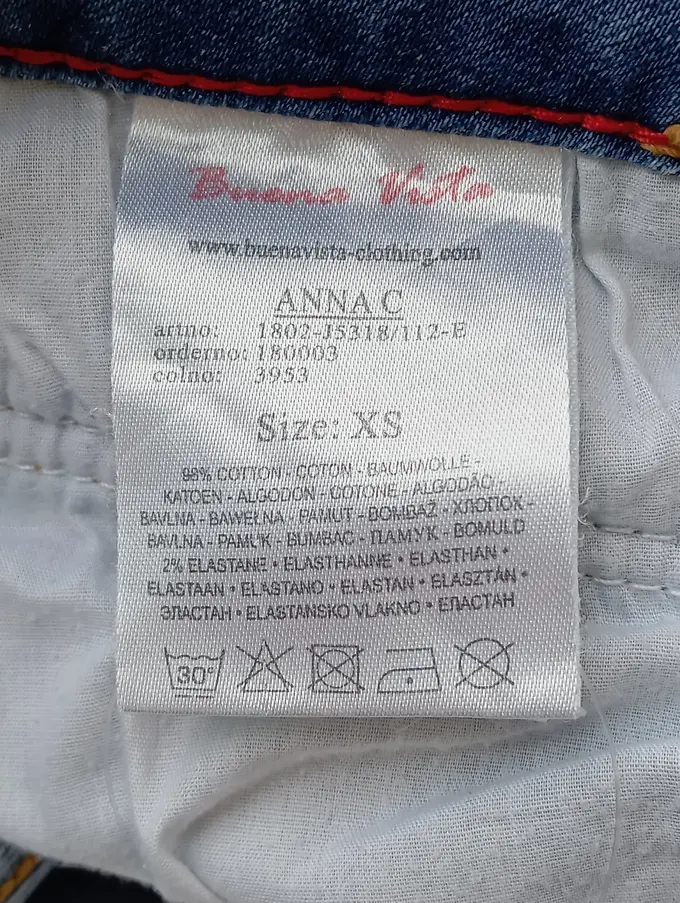 Buena Vista
www.buenavista-clothing.com
ANNA C
artno: 1802-J5318/112-E
orderno: 180003
colno: 3953
Size: XS
98% COTTON - COTON - BAUMWOLLE -
KATOEN - ALGODON - COTONE - ALGODÃO -
BAVLNA - BAWEŁNA - PAMUT - BOMBAŽ - ХЛОПОК -
BAVLNA - PAMUK - BUMBAC - ПАМУК - BOMULD
2% ELASTANE • ELASTHANNE • ELASTHAN •
ELASTAAN • ELASTANO • ELASTAN • ELASZTÁN •
ЭЛАСТАН • ELASTANSKO VLAKNO • ЕЛАСТАН
30°